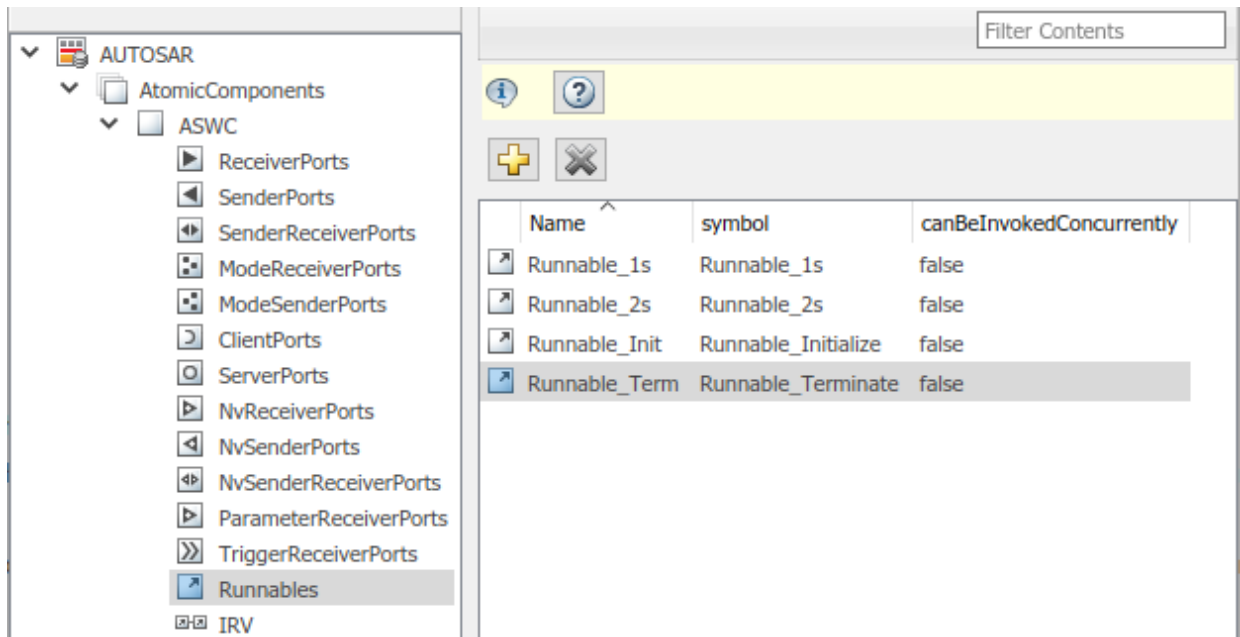 Filter Contents
AUTOSAR
AtomicComponents
ASWC
ReceiverPorts
SenderPorts
SenderReceiverPorts
ModeReceiverPorts
ModeSenderPorts
ClientPorts
ServerPorts
NvReceiverPorts
NvSenderPorts
NvSenderReceiverPorts
ParameterReceiverPorts
TriggerReceiverPorts
Runnables
IRV
Name symbol canBeInvokedConcurrently
Runnable_1s Runnable_1s false
Runnable_2s Runnable_2s false
Runnable_Init Runnable_Initialize false
Runnable_Term Runnable_Terminate false